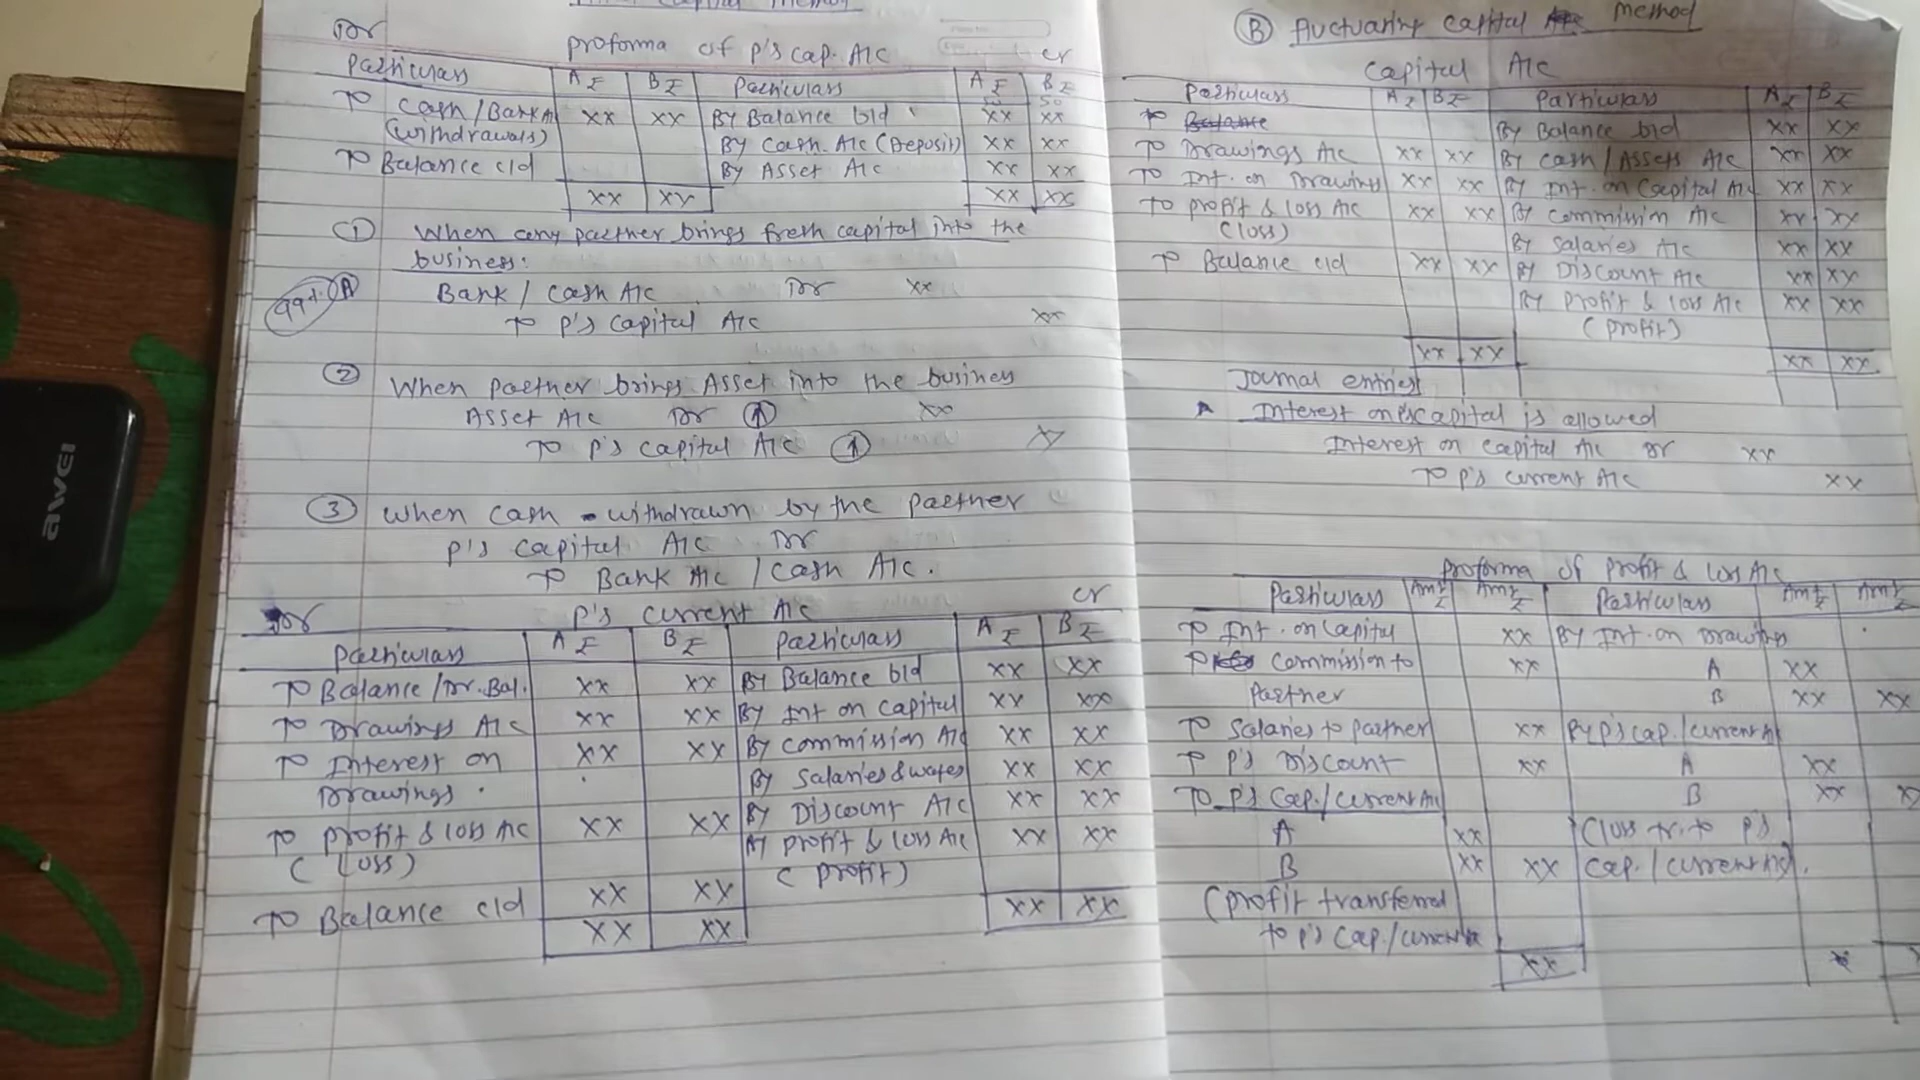 Dr
Proforma of P's Cap. A/c
Cr
Particulars A ₹ B ₹ Particulars A ₹ B ₹
To Cash/Bank A/c xx xx By Balance b/d xx xx
(withdrawals) By Cash A/c (Deposit) xx xx
To Balance c/d By Asset A/c xx xx
xx xx xx xx
① When any partner brings fresh capital into the
business:
(A) Bank / Cash A/c Dr xx
To P's Capital A/c xx
② When Partner brings Asset into the business
Asset A/c Dr (A) xx
To P's Capital A/c (A) xx
③ When cash withdrawn by the partner
P's Capital A/c Dr
To Bank A/c / Cash A/c.
Dr P's Current A/c Cr
Particulars A ₹ B ₹ Particulars A ₹ B ₹
To Balance/Dr. Bal. xx xx By Balance b/d xx xx
To Drawings A/c xx xx By Int on Capital xx xx
To Interest on xx xx By Commission A/c xx xx
Drawings. By Salaries & wages xx xx
To Profit & loss A/c xx xx By Discount A/c xx xx
(Loss) By Profit & loss A/c xx xx
(Profit)
To Balance c/d xx xx
xx xx xx xx
AWEI
Ⓑ Fluctuating capital Method
Capital A/c
Particulars A ₹ B ₹ Particulars A ₹ B ₹
To Balance By Balance b/d xx xx
To Drawings A/c xx xx By Cash / Assets A/c xx xx
To Int. on Drawings xx xx By Int. on Capital A/c xx xx
To Profit & loss A/c xx xx By Commission A/c xx xx
(Loss) By Salaries A/c xx xx
To Balance c/d xx xx By Discount A/c xx xx
By Profit & loss A/c xx xx
(Profit)
xx xx xx xx
Journal entries
Interest on P's capital is allowed
Interest on Capital A/c Dr xx
To P's Current A/c xx
Proforma of Profit & Loss A/c
Particulars Amt ₹ Amt ₹ Particulars Amt ₹ Amt ₹
To Int. on Capital xx By Int. on Drawings
To Commission to xx A xx
Partner B xx xx
To Salaries to partner xx By P's cap./current A/c
To P's Discount xx A xx
To P's Cap./Current A/c B xx
A xx (Loss tr. to P's
B xx xx Cap. / Current A/c).
(Profit transferred
to P's Cap./Current A/c
xx